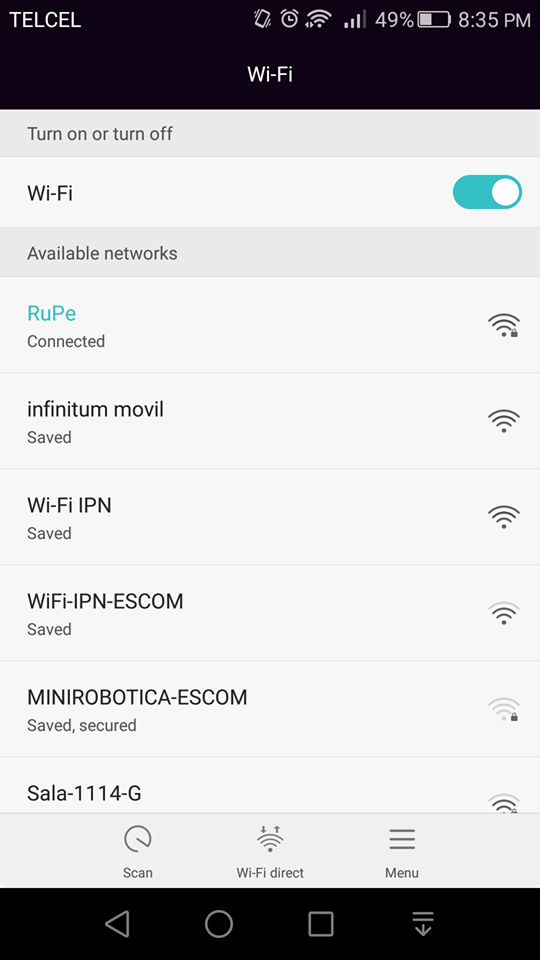 TELCEL 49% 8:35 PM
Wi-Fi
Turn on or turn off
Wi-Fi
Available networks
RuPe
Connected
infinitum movil
Saved
Wi-Fi IPN
Saved
WiFi-IPN-ESCOM
Saved
MINIROBOTICA-ESCOM
Saved, secured
Sala-1114-G
Scan Wi-Fi direct Menu